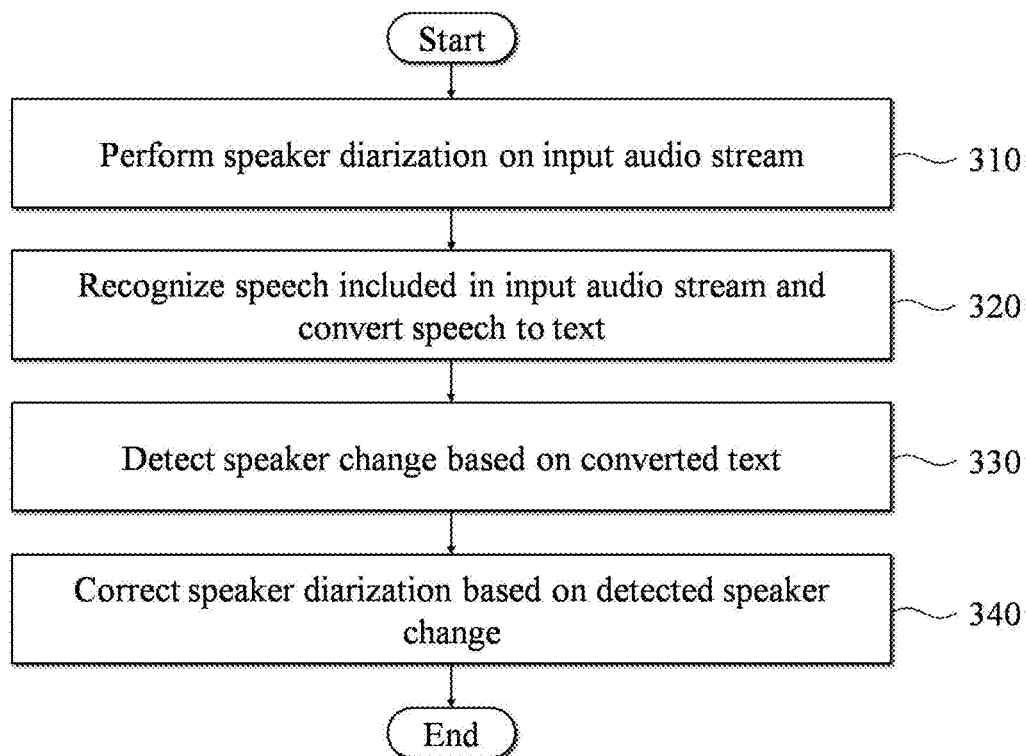 Start
Perform speaker diarization on input audio stream
310
Recognize speech included in input audio stream and
convert speech to text
320
Detect speaker change based on converted text
330
Correct speaker diarization based on detected speaker
change
340
End